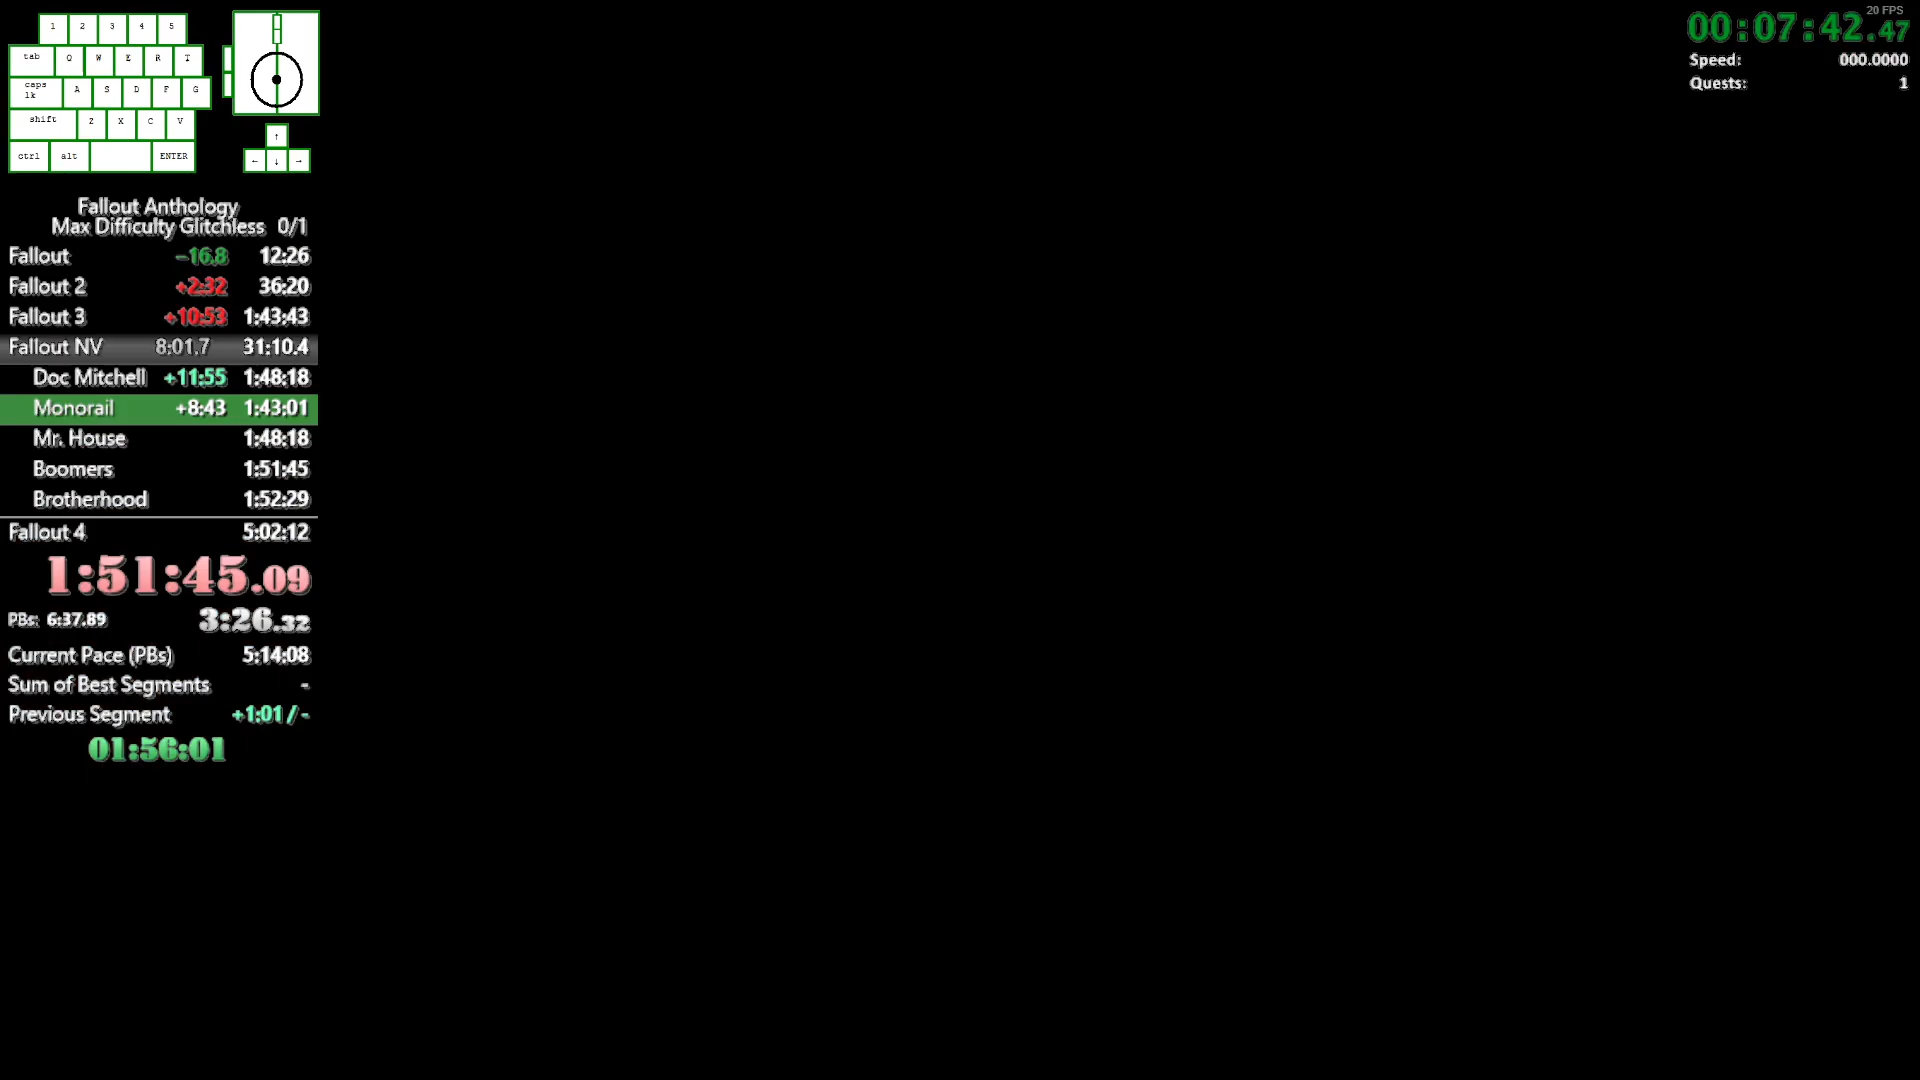 1 2 3 4 5
tab Q W E R T
caps
lk A S D F G
shift Z X C V
ctrl alt ENTER
↑
← ↓ →
20 FPS
00:07:42.47
Speed: 000.0000
Quests: 1
Fallout Anthology
Max Difficulty Glitchless 0/1
Fallout −16.8 12:26
Fallout 2 +2:32 36:20
Fallout 3 +10:53 1:43:43
Fallout NV 8:01.7 31:10.4
Doc Mitchell +11:55 1:48:18
Monorail +8:43 1:43:01
Mr. House 1:48:18
Boomers 1:51:45
Brotherhood 1:52:29
Fallout 4 5:02:12
1:51:45.09
PBs: 6:37.89 3:26.32
Current Pace (PBs) 5:14:08
Sum of Best Segments -
Previous Segment +1:01 / -
01:56:01